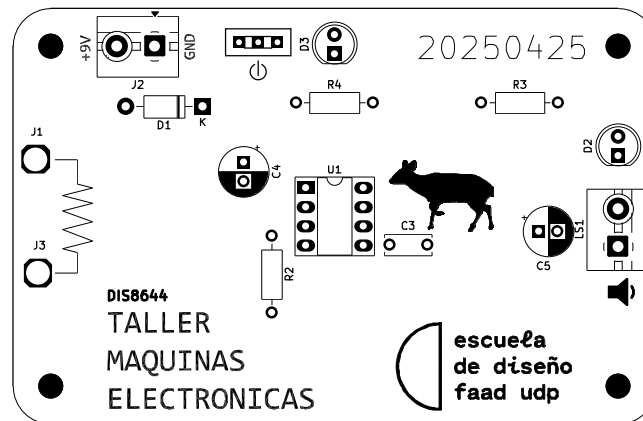 +9V
GND
D3
20250425
J2
R4
R3
D1
K
J1
D2
C4
U1
LS1
C3
C5
J3
R2
DIS8644
TALLER
MAQUINAS
ELECTRONICAS
escuela
de diseño
faad udp